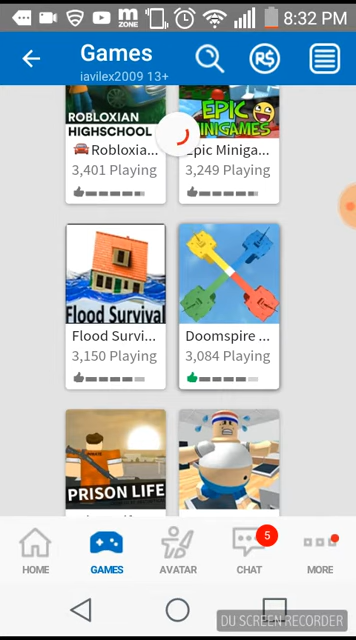 m
ZONE
8:32 PM
Games
R$
iavilex2009 13+
ROBLOXIAN
HIGHSCHOOL
EPIC
MINIGAMES
🚘Robloxia...
Epic Miniga...
3,401 Playing
3,249 Playing
Flood Survival
Flood Survi...
Doomspire ...
3,150 Playing
3,084 Playing
PRISON LIFE
5
HOME
GAMES
AVATAR
CHAT
MORE
DU SCREEN RECORDER